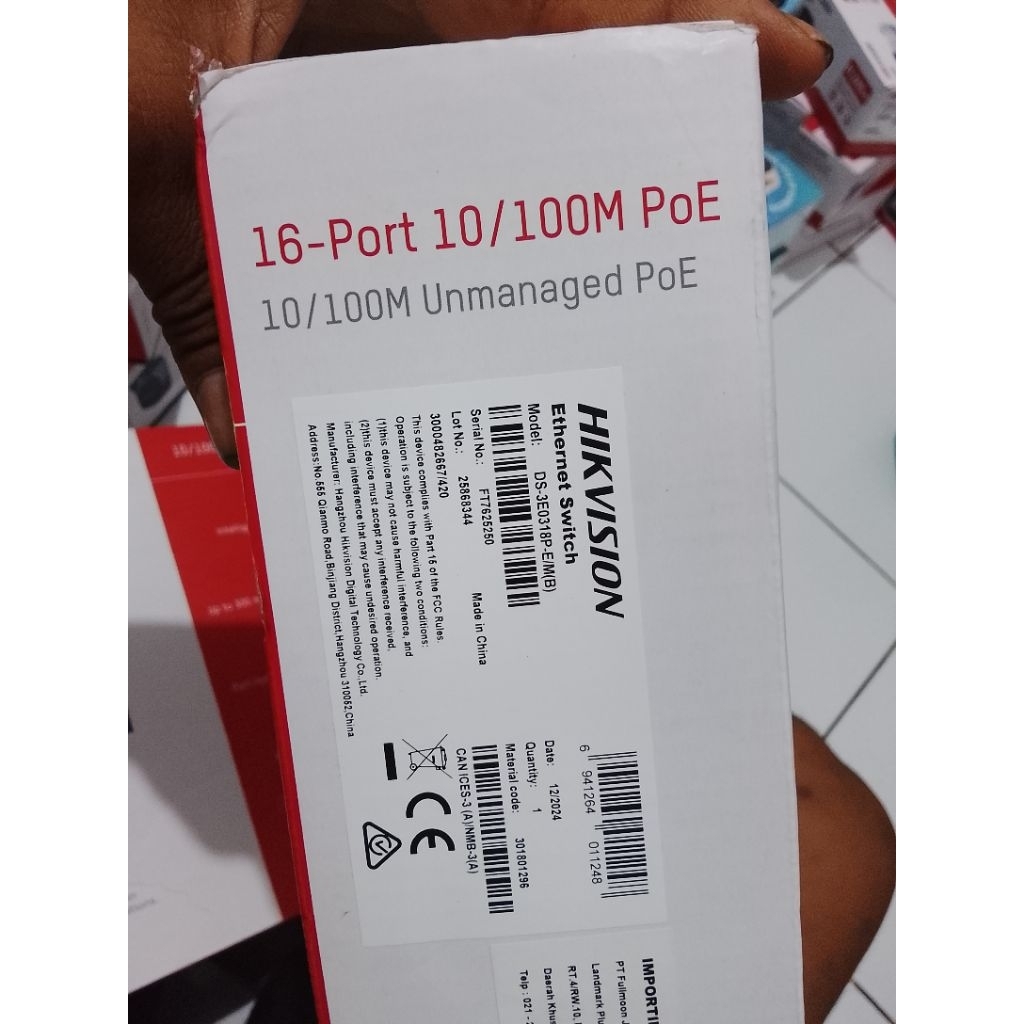 16-Port 10/100M PoE
10/100M Unmanaged PoE
HIKVISION
Ethernet Switch
Model: DS-3E0318P-E/M(B)
Serial No.: FT7625250 Made in China
Lot No.: 25868344
3000482667/420
This device complies with Part 15 of the FCC Rules.
Operation is subject to the following two conditions:
(1)this device may not cause harmful interference, and
(2)this device must accept any interference received,
including interference that may cause undesired operation.
Manufacturer: Hangzhou Hikvision Digital Technology Co.,Ltd.
Address:No.555 Qianmo Road,Binjiang District,Hangzhou 310052,China
6 941264 011248
Date: 12/2024
Quantity: 1
Material code: 301801296
CAN ICES-3 (A)/NMB-3(A)
CE
PT Fullmoon
Landmark
RT.4/RW.10,
Daerah
Telp : 021 -